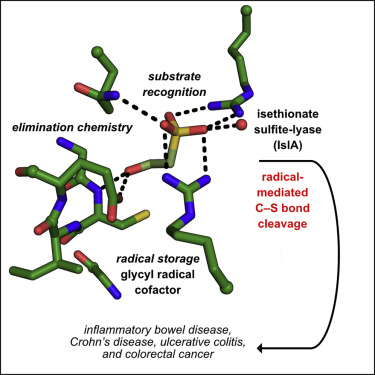 substrate
recognition
elimination chemistry
isethionate
sulfite-lyase
(IslA)
radical-
mediated
C–S bond
cleavage
radical storage
glycyl radical
cofactor
inflammatory bowel disease,
Crohn's disease, ulcerative colitis,
and colorectal cancer